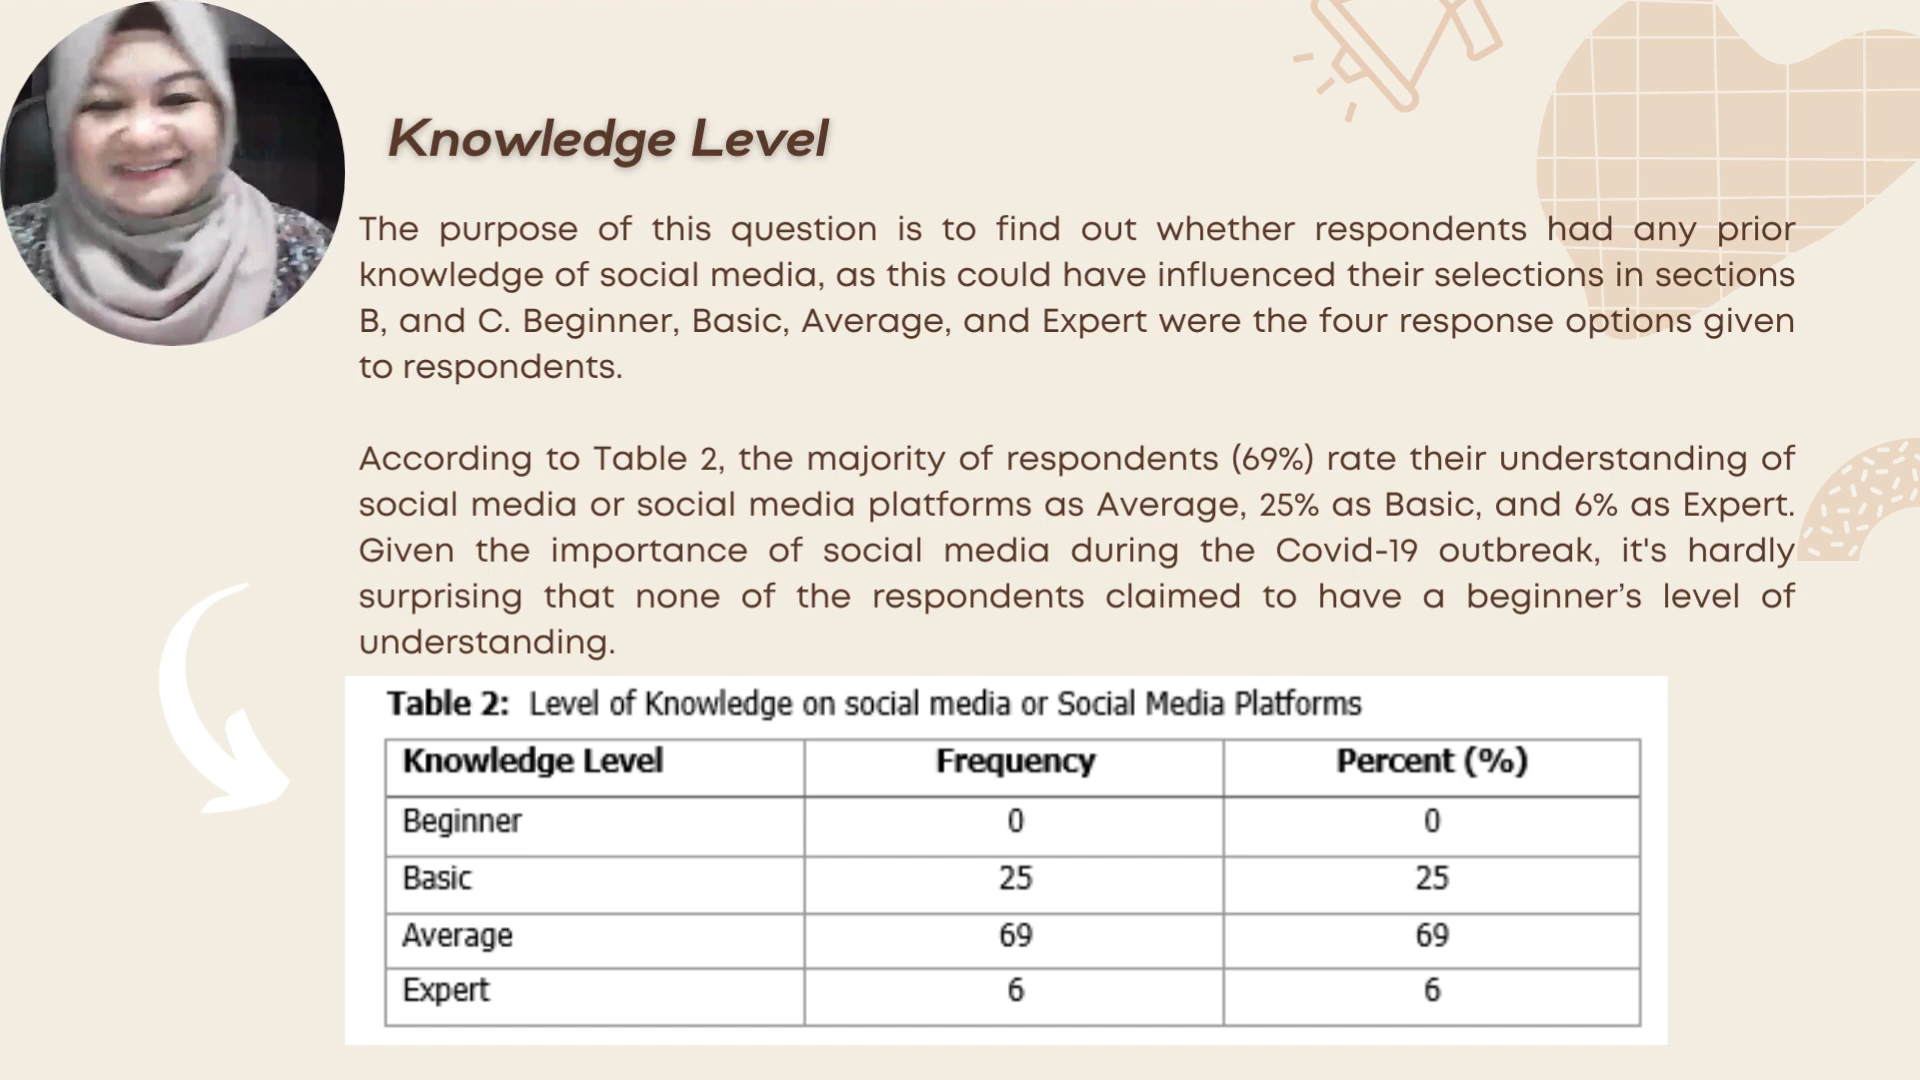 Knowledge Level
The purpose of this question is to find out whether respondents had any prior
knowledge of social media, as this could have influenced their selections in sections
B, and C. Beginner, Basic, Average, and Expert were the four response options given
to respondents.
According to Table 2, the majority of respondents (69%) rate their understanding of
social media or social media platforms as Average, 25% as Basic, and 6% as Expert.
Given the importance of social media during the Covid-19 outbreak, it's hardly
surprising that none of the respondents claimed to have a beginner’s level of
understanding.
Table 2: Level of Knowledge on social media or Social Media Platforms
Knowledge Level Frequency Percent (%)
Beginner 0 0
Basic 25 25
Average 69 69
Expert 6 6